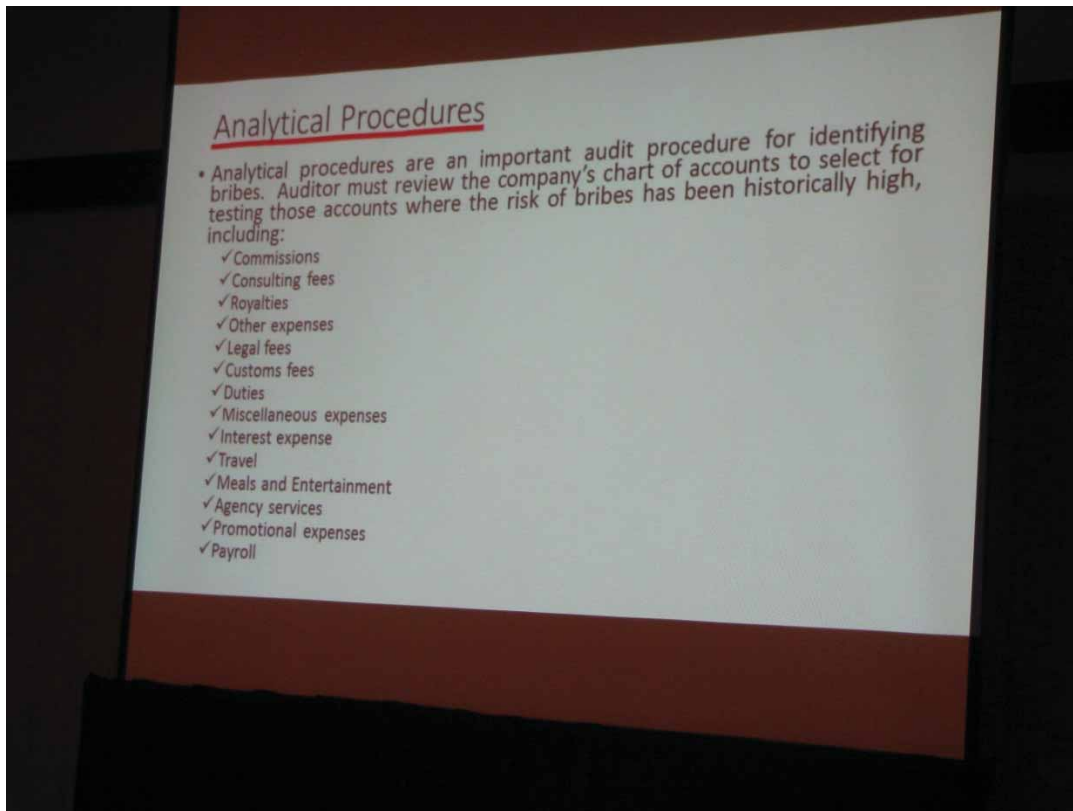 Analytical Procedures
• Analytical procedures are an important audit procedure for identifying
bribes. Auditor must review the company's chart of accounts to select for
testing those accounts where the risk of bribes has been historically high,
including:
✓Commissions
✓Consulting fees
✓Royalties
✓Other expenses
✓Legal fees
✓Customs fees
✓Duties
✓Miscellaneous expenses
✓Interest expense
✓Travel
✓Meals and Entertainment
✓Agency services
✓Promotional expenses
✓Payroll